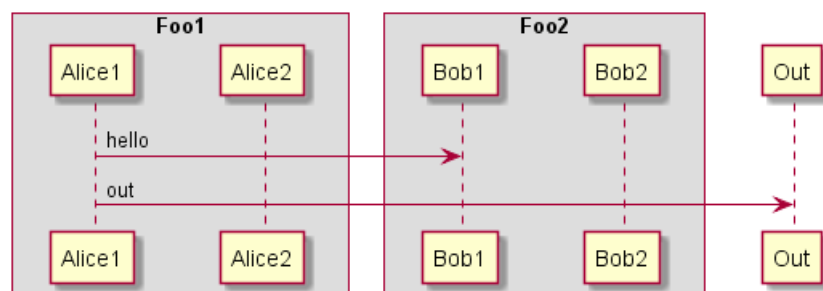 Foo1 Foo2
Alice1 Alice2 Bob1 Bob2 Out
hello
out
Alice1 Alice2 Bob1 Bob2 Out